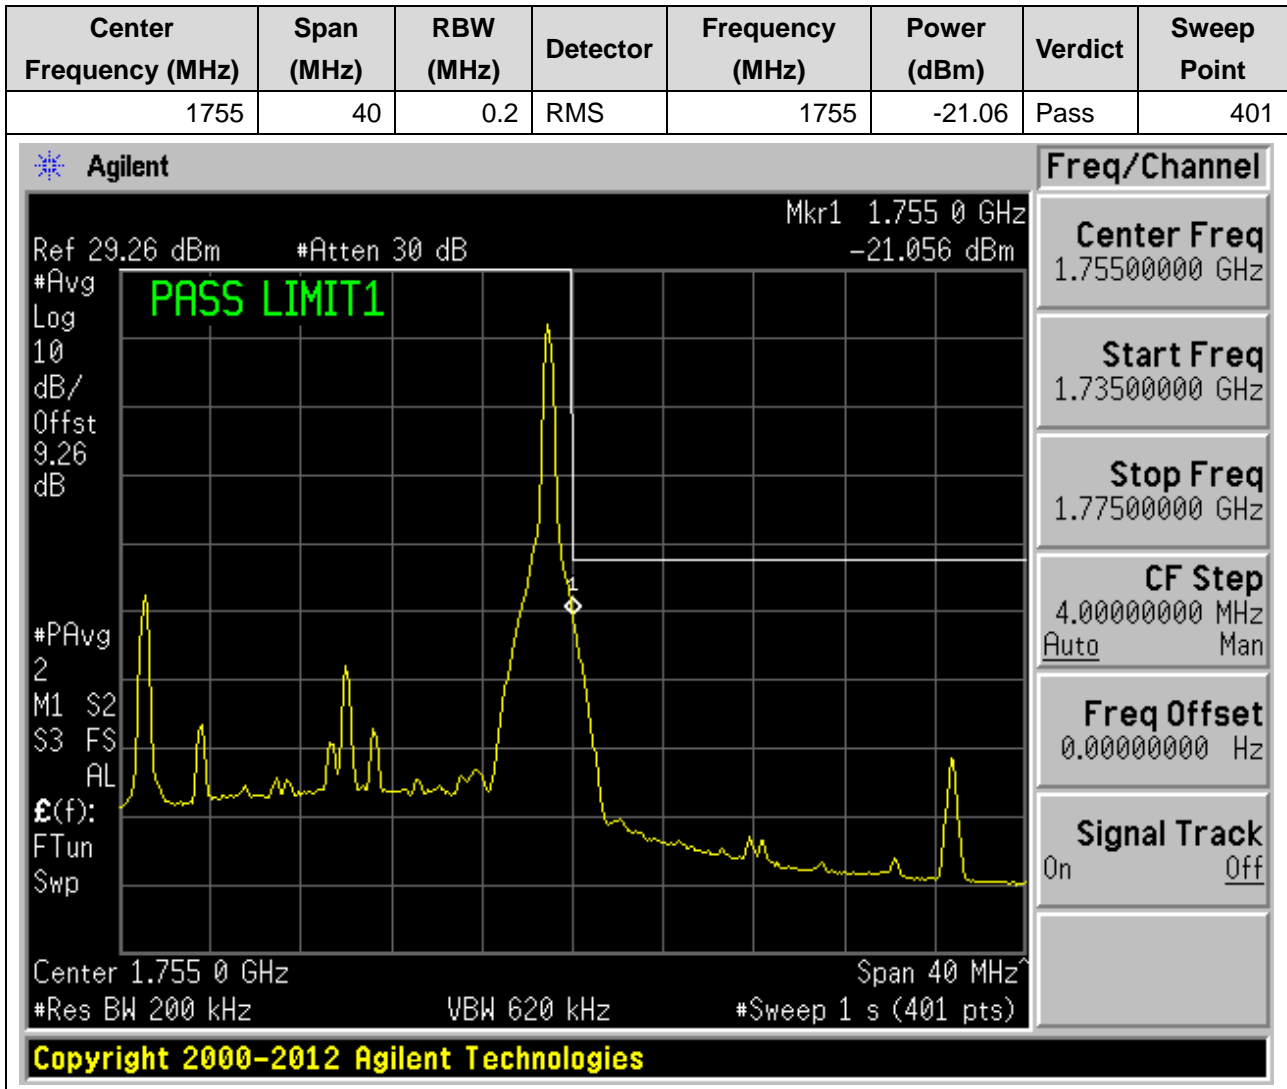 Center Frequency (MHz) Span (MHz) RBW (MHz) Detector Frequency (MHz) Power (dBm) Verdict Sweep Point
1755 40 0.2 RMS 1755 -21.06 Pass 401
Agilent
Freq/Channel
Mkr1 1.755 0 GHz
Ref 29.26 dBm #Atten 30 dB -21.056 dBm
#Avg
Log
10
dB/
Offst
9.26
dB
PASS LIMIT1
1
#PAvg
2
M1 S2
S3 FS
AL
£(f):
FTun
Swp
Center 1.755 0 GHz Span 40 MHz^
#Res BW 200 kHz VBW 620 kHz #Sweep 1 s (401 pts)
Center Freq
1.75500000 GHz
Start Freq
1.73500000 GHz
Stop Freq
1.77500000 GHz
CF Step
4.00000000 MHz
Auto Man
Freq Offset
0.00000000 Hz
Signal Track
On Off
Copyright 2000-2012 Agilent Technologies